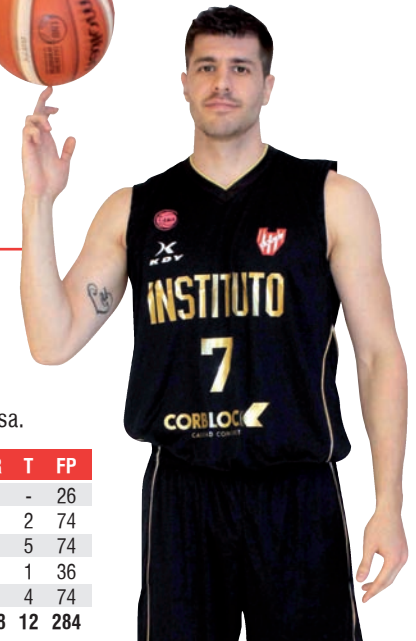 KDY
INSTITUTO
7
CORBLOCK
sa.
T FP
- 26
2 74
5 74
1 36
4 74
12 284